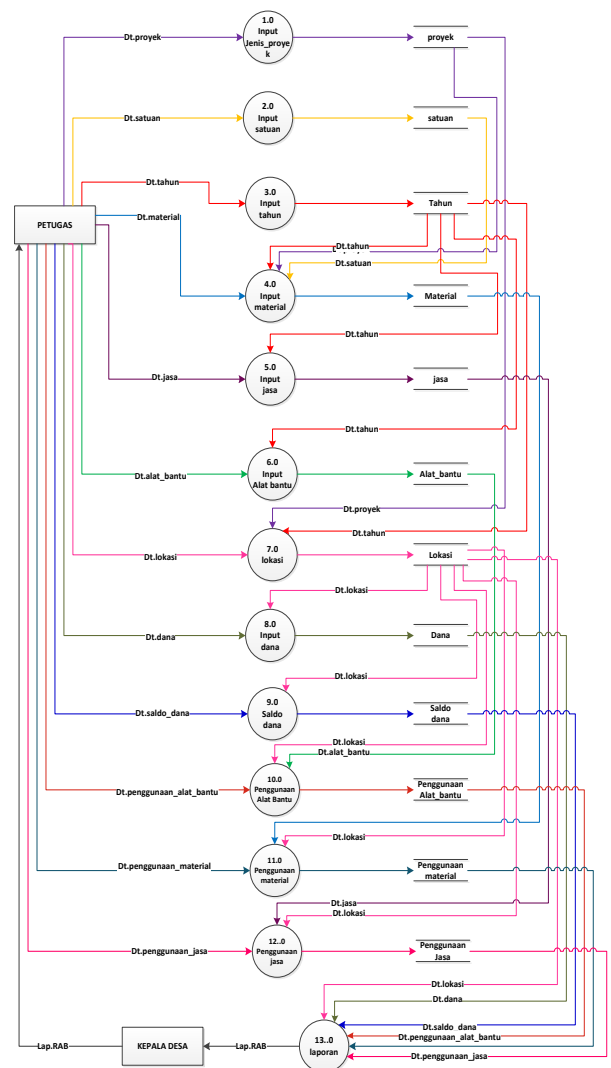 1.0
Input
Jenis_proye
k
Dt.proyek
proyek
2.0
Input
satuan
Dt.satuan
satuan
Dt.tahun
3.0
Input
tahun
Tahun
PETUGAS
Dt.material
Dt.tahun
Dt.satuan
4.0
Input
material
Material
Dt.tahun
5.0
Input
jasa
Dt.jasa
jasa
Dt.tahun
6.0
Input
Alat bantu
Dt.alat_bantu
Alat_bantu
Dt.proyek
Dt.tahun
7.0
lokasi
Dt.lokasi
Lokasi
Dt.lokasi
8.0
Input
dana
Dt.dana
Dana
Dt.lokasi
9.0
Saldo
dana
Dt.saldo_dana
Saldo
dana
Dt.lokasi
Dt.alat_bantu
10.0
Penggunaan
Alat Bantu
Dt.penggunaan_alat_bantu
Penggunaan
Alat_bantu
Dt.lokasi
11.0
Penggunaan
material
Dt.penggunaan_material
Penggunaan
material
Dt.jasa
Dt.lokasi
12..0
Penggunaan
jasa
Dt.penggunaan_jasa
Penggunaan
Jasa
Dt.lokasi
Dt.dana
Dt.saldo_dana
Dt.penggunaan_alat_bantu
13..0
laporan
Dt.penggunaan_jasa
Lap.RAB
KEPALA DESA
Lap.RAB